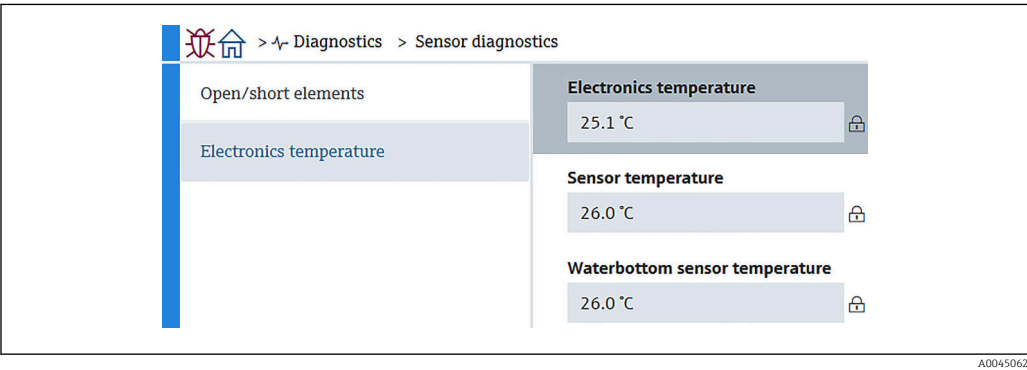 > Diagnostics > Sensor diagnostics
Open/short elements
Electronics temperature
Electronics temperature
25.1 °C
Sensor temperature
26.0 °C
Waterbottom sensor temperature
26.0 °C
A0045062